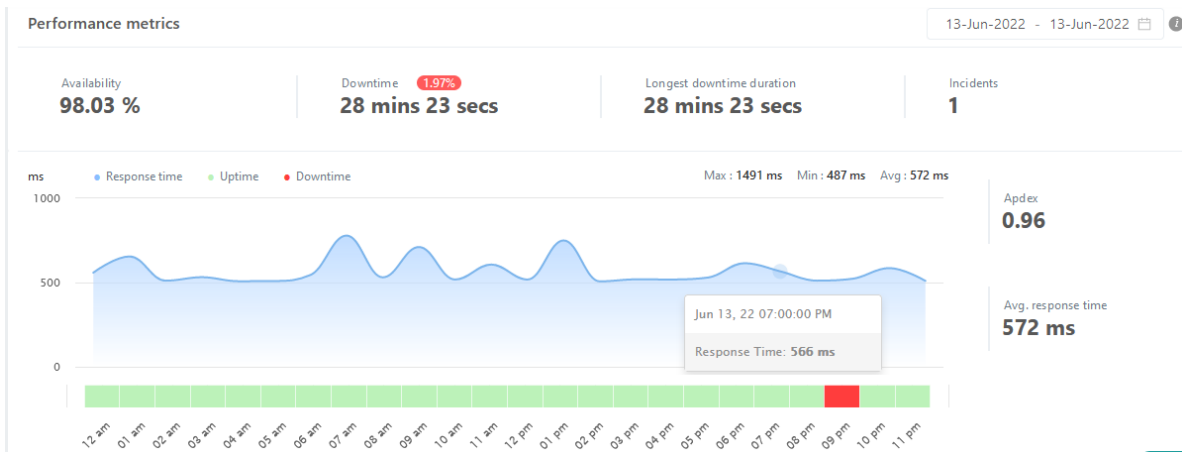 Performance metrics
13-Jun-2022 - 13-Jun-2022
i
Availability
98.03 %
Downtime 1.97%
28 mins 23 secs
Longest downtime duration
28 mins 23 secs
Incidents
1
ms
Response time Uptime Downtime
Max : 1491 ms Min : 487 ms Avg : 572 ms
1000
500
0
Jun 13, 22 07:00:00 PM
Response Time: 566 ms
Apdex
0.96
Avg. response time
572 ms
12 am 01 am 02 am 03 am 04 am 05 am 06 am 07 am 08 am 09 am 10 am 11 am 12 pm 01 pm 02 pm 03 pm 04 pm 05 pm 06 pm 07 pm 08 pm 09 pm 10 pm 11 pm